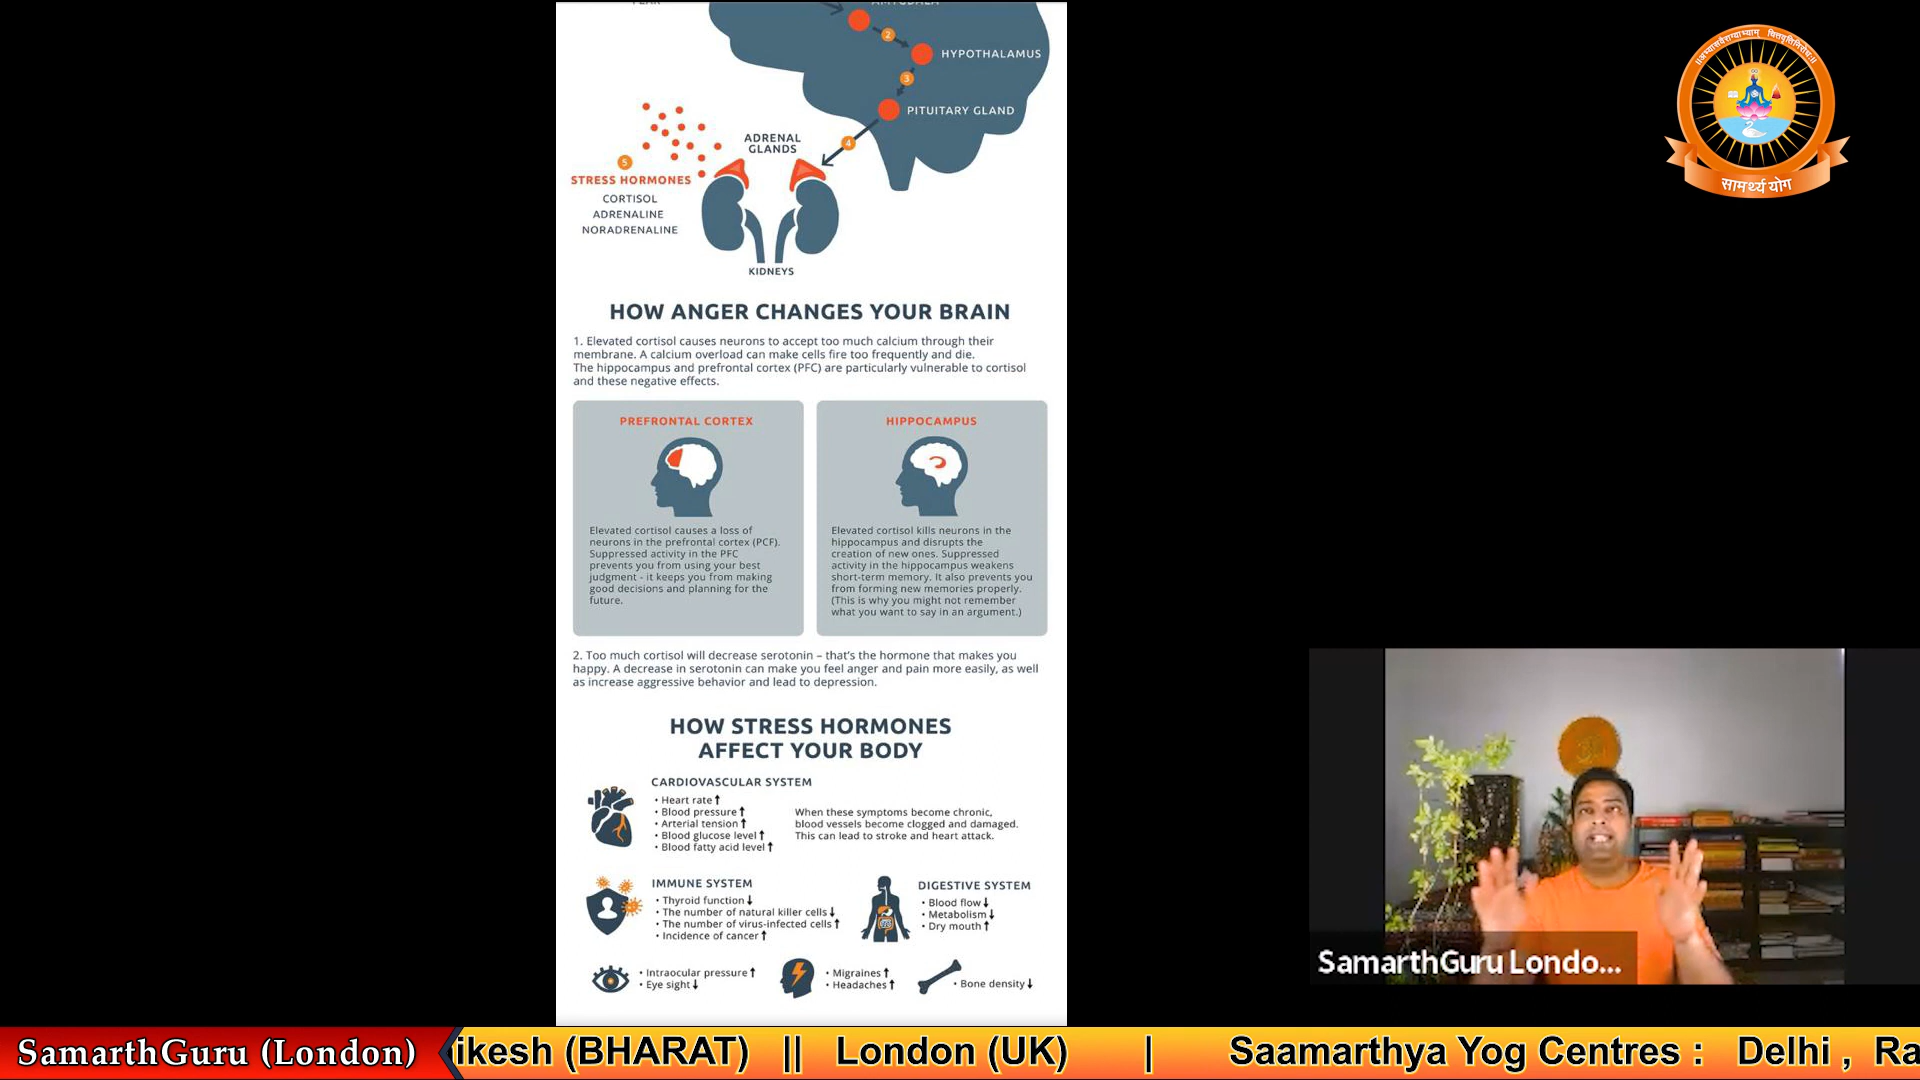 HYPOTHALAMUS
PITUITARY GLAND
ADRENAL
GLANDS
STRESS HORMONES
CORTISOL
ADRENALINE
NORADRENALINE
KIDNEYS
2
3
4
5
HOW ANGER CHANGES YOUR BRAIN
1. Elevated cortisol causes neurons to accept too much calcium through their
membrane. A calcium overload can make cells fire too frequently and die.
The hippocampus and prefrontal cortex (PFC) are particularly vulnerable to cortisol
and these negative effects.
PREFRONTAL CORTEX
Elevated cortisol causes a loss of
neurons in the prefrontal cortex (PCF).
Suppressed activity in the PFC
prevents you from using your best
judgment - it keeps you from making
good decisions and planning for the
future.
HIPPOCAMPUS
Elevated cortisol kills neurons in the
hippocampus and disrupts the
creation of new ones. Suppressed
activity in the hippocampus weakens
short-term memory. It also prevents you
from forming new memories properly.
(This is why you might not remember
what you want to say in an argument.)
2. Too much cortisol will decrease serotonin – that's the hormone that makes you
happy. A decrease in serotonin can make you feel anger and pain more easily, as well
as increase aggressive behavior and lead to depression.
HOW STRESS HORMONES
AFFECT YOUR BODY
CARDIOVASCULAR SYSTEM
• Heart rate ↑
• Blood pressure ↑
• Arterial tension ↑
• Blood glucose level ↑
• Blood fatty acid level ↑
When these symptoms become chronic,
blood vessels become clogged and damaged.
This can lead to stroke and heart attack.
IMMUNE SYSTEM
• Thyroid function ↓
• The number of natural killer cells ↓
• The number of virus-infected cells ↑
• Incidence of cancer ↑
DIGESTIVE SYSTEM
• Blood flow ↓
• Metabolism ↓
• Dry mouth ↑
• Intraocular pressure ↑
• Eye sight ↓
• Migraines ↑
• Headaches ↑
• Bone density ↓
सामर्थ्य योग
SamarthGuru Londo...
SamarthGuru (London)
ikesh (BHARAT) || London (UK) | Saamarthya Yog Centres : Delhi , Ra